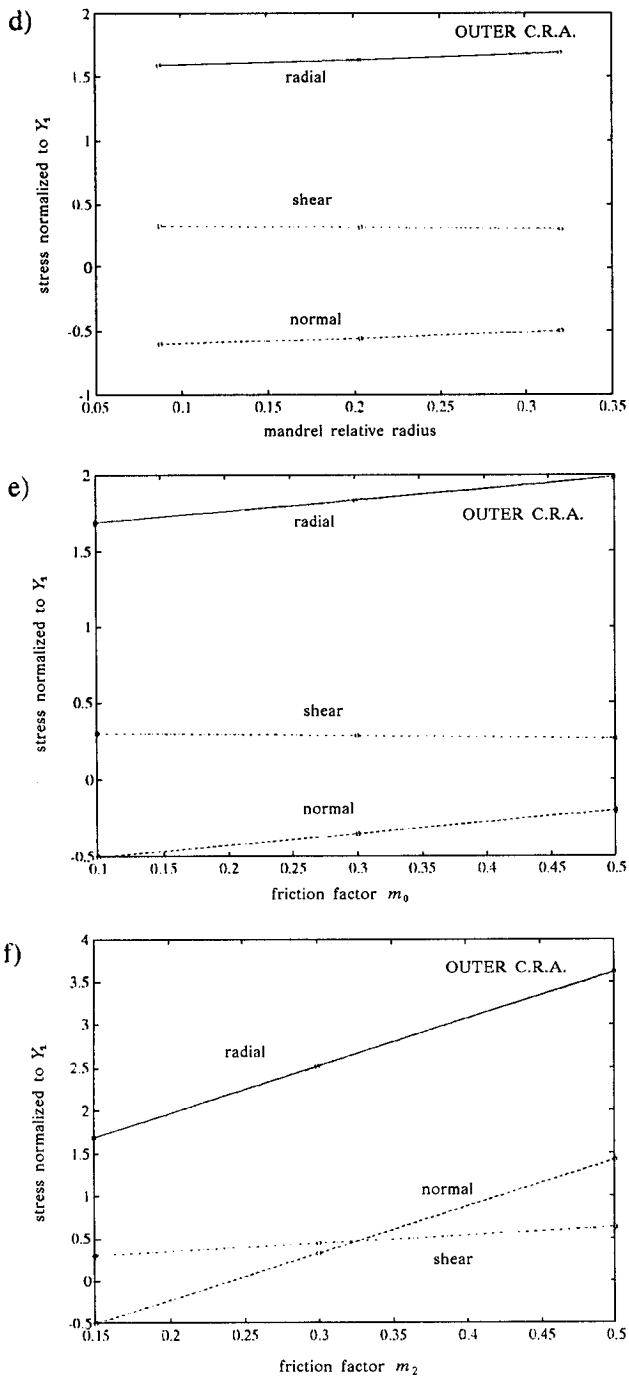 d)
OUTER C.R.A.
2
1.5
1
0.5
0
-0.5
-1
stress normalized to Y₁
radial
shear
normal
0.05 0.1 0.15 0.2 0.25 0.3 0.35
mandrel relative radius
e)
OUTER C.R.A.
2
1.5
1
0.5
0
-0.5
stress normalized to Y₁
radial
shear
normal
0.1 0.15 0.2 0.25 0.3 0.35 0.4 0.45 0.5
friction factor m₀
f)
OUTER C.R.A.
4
3.5
3
2.5
2
1.5
1
0.5
0
-0.5
stress normalized to Y₁
radial
normal
shear
0.15 0.2 0.25 0.3 0.35 0.4 0.45 0.5
friction factor m₂